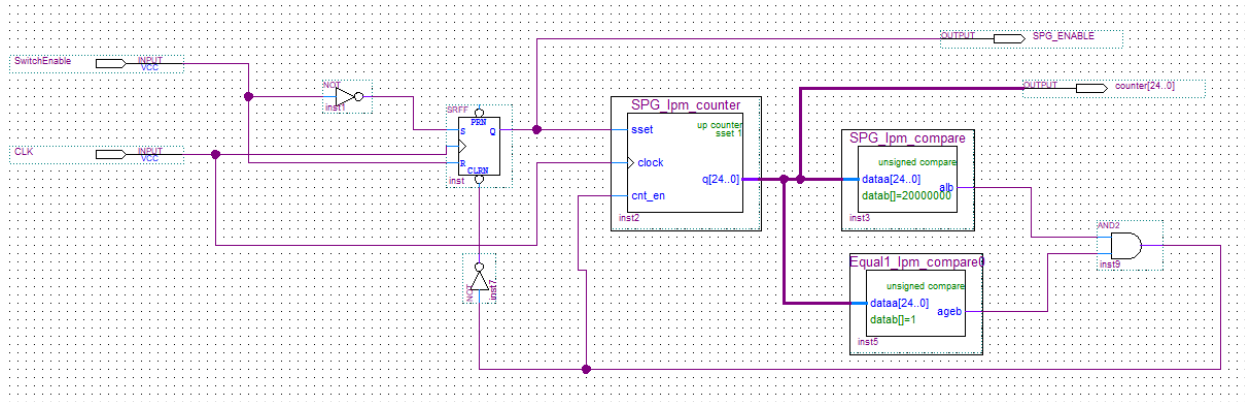 SwitchEnable
INPUT
VCC
NOT
inst1
SRFF
PRN
S
Q
R
CLRN
inst
CLK
INPUT
VCC
NOT
inst7
SPG_lpm_counter
up counter
sset 1
sset
clock
q[24..0]
cnt_en
inst2
OUTPUT
SPG_ENABLE
OUTPUT
counter[24..0]
SPG_lpm_compare
unsigned compare
dataa[24..0]
alb
datab[]=20000000
inst3
Equal1_lpm_compare0
unsigned compare
dataa[24..0]
ageb
datab[]=1
inst5
AND2
inst9